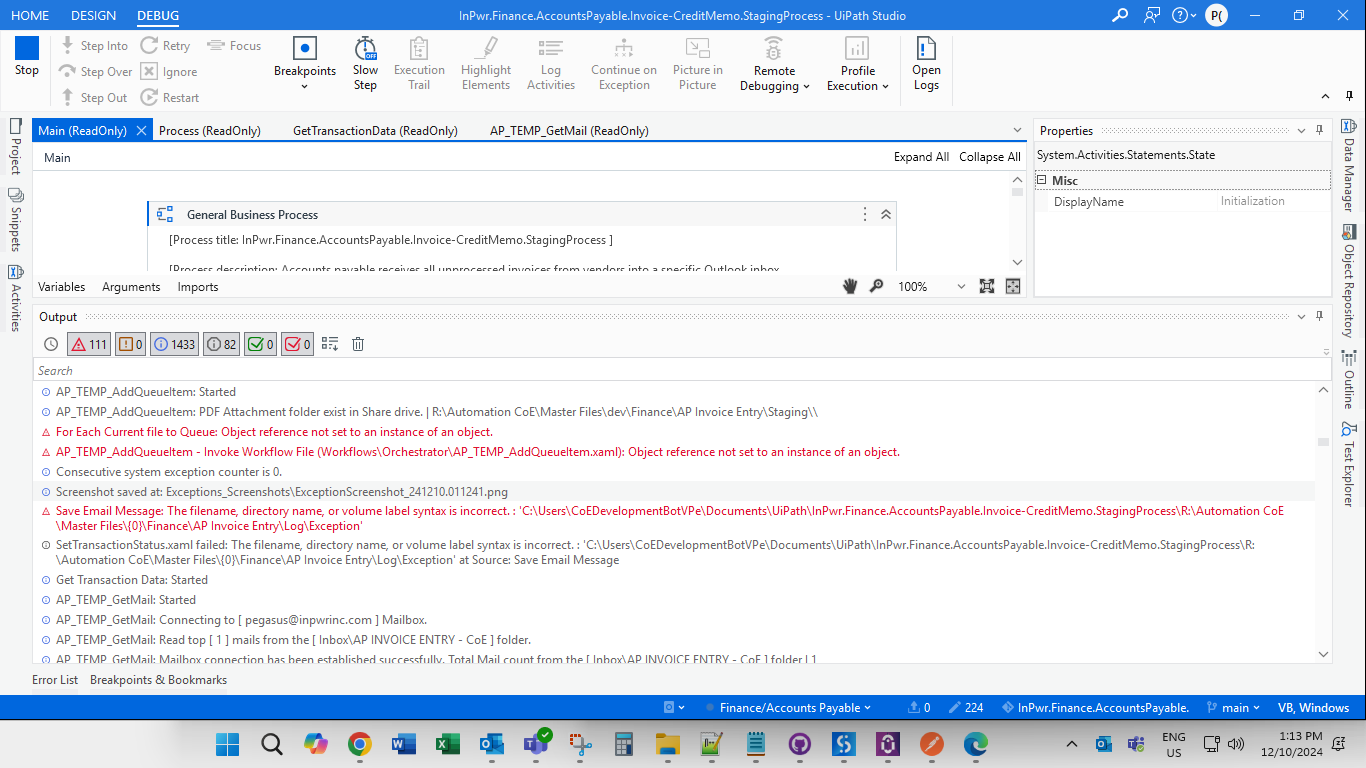 HOME DESIGN DEBUG InPwr.Finance.AccountsPayable.Invoice-CreditMemo.StagingProcess - UiPath Studio P(
Stop
Step Into Retry Focus
Step Over Ignore
Step Out Restart
Breakpoints
Slow Step
OFF
Execution Trail
Highlight Elements
Log Activities
Continue on Exception
Picture in Picture
Remote Debugging
Profile Execution
Open Logs
Project
Snippets
Activities
Main (ReadOnly) Process (ReadOnly) GetTransactionData (ReadOnly) AP_TEMP_GetMail (ReadOnly)
Main Expand All Collapse All
General Business Process
[Process title: InPwr.Finance.AccountsPayable.Invoice-CreditMemo.StagingProcess ]
[Process description: Accounts payable receives all unprocessed invoices from vendors into a specific Outlook inbox
Variables Arguments Imports 100%
Properties
System.Activities.Statements.State
Misc
DisplayName Initialization
Data Manager
Object Repository
Outline
Test Explorer
Output
111 0 1433 82 0 0
Search
AP_TEMP_AddQueueItem: Started
AP_TEMP_AddQueueItem: PDF Attachment folder exist in Share drive. | R:\Automation CoE\Master Files\dev\Finance\AP Invoice Entry\Staging\\
For Each Current file to Queue: Object reference not set to an instance of an object.
AP_TEMP_AddQueueItem - Invoke Workflow File (Workflows\Orchestrator\AP_TEMP_AddQueueItem.xaml): Object reference not set to an instance of an object.
Consecutive system exception counter is 0.
Screenshot saved at: Exceptions_Screenshots\ExceptionScreenshot_241210.011241.png
Save Email Message: The filename, directory name, or volume label syntax is incorrect. : 'C:\Users\CoEDevelopmentBotVPe\Documents\UiPath\InPwr.Finance.AccountsPayable.Invoice-CreditMemo.StagingProcess\R:\Automation CoE
\Master Files\{0}\Finance\AP Invoice Entry\Log\Exception'
SetTransactionStatus.xaml failed: The filename, directory name, or volume label syntax is incorrect. : 'C:\Users\CoEDevelopmentBotVPe\Documents\UiPath\InPwr.Finance.AccountsPayable.Invoice-CreditMemo.StagingProcess\R:
\Automation CoE\Master Files\{0}\Finance\AP Invoice Entry\Log\Exception' at Source: Save Email Message
Get Transaction Data: Started
AP_TEMP_GetMail: Started
AP_TEMP_GetMail: Connecting to [ pegasus@inpwrinc.com ] Mailbox.
AP_TEMP_GetMail: Read top [ 1 ] mails from the [ Inbox\AP INVOICE ENTRY - CoE ] folder.
AP_TEMP_GetMail: Mailbox connection has been established successfully. Total Mail count from the [ Inbox\AP INVOICE ENTRY - CoE ] folder | 1
Error List Breakpoints & Bookmarks
Finance/Accounts Payable 0 224 InPwr.Finance.AccountsPayable. main VB, Windows
ENG
US
1:13 PM
12/10/2024